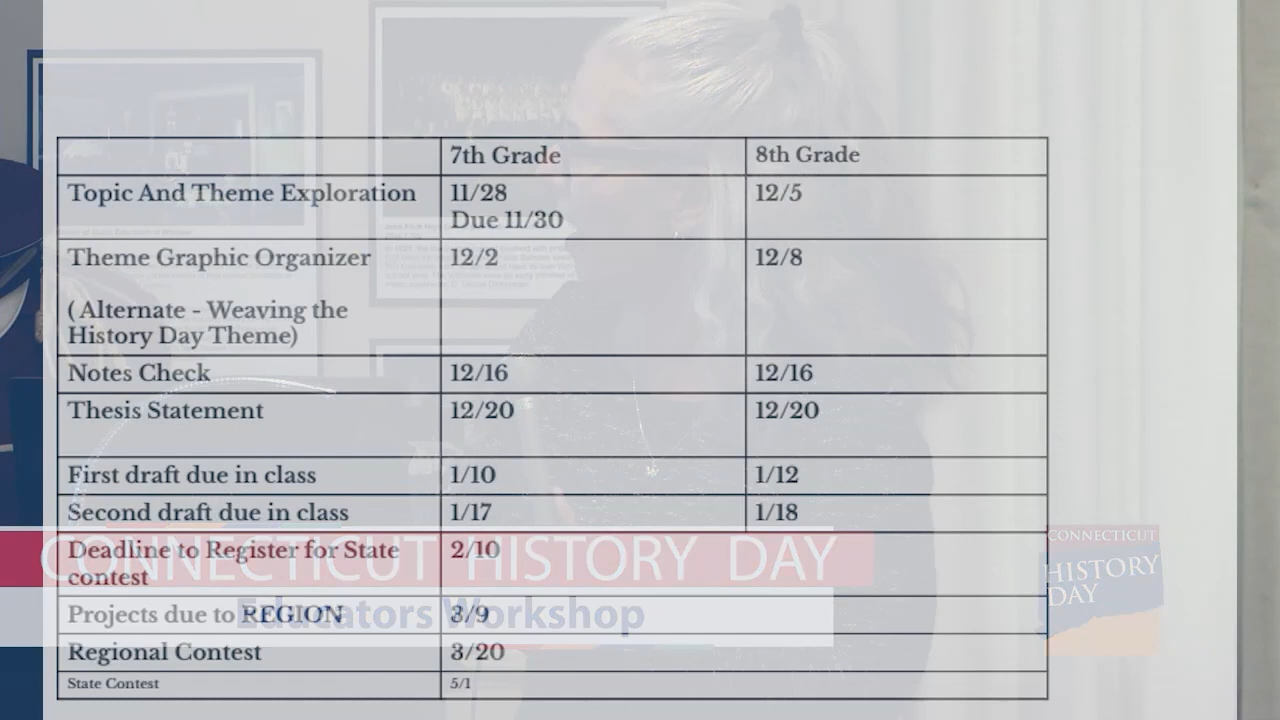 7th Grade
8th Grade
Topic And Theme Exploration
11/28
Due 11/30
12/5
Theme Graphic Organizer
(Alternate - Weaving the
History Day Theme)
12/2
12/8
Notes Check
12/16
12/16
Thesis Statement
12/20
12/20
First draft due in class
1/10
1/12
Second draft due in class
1/17
1/18
Deadline to Register for State
contest
2/10
Projects due to REGION
3/9
Regional Contest
3/20
State Contest
5/1
CONNECTICUT HISTORY DAY
Educators Workshop
CONNECTICUT
HISTORY
DAY